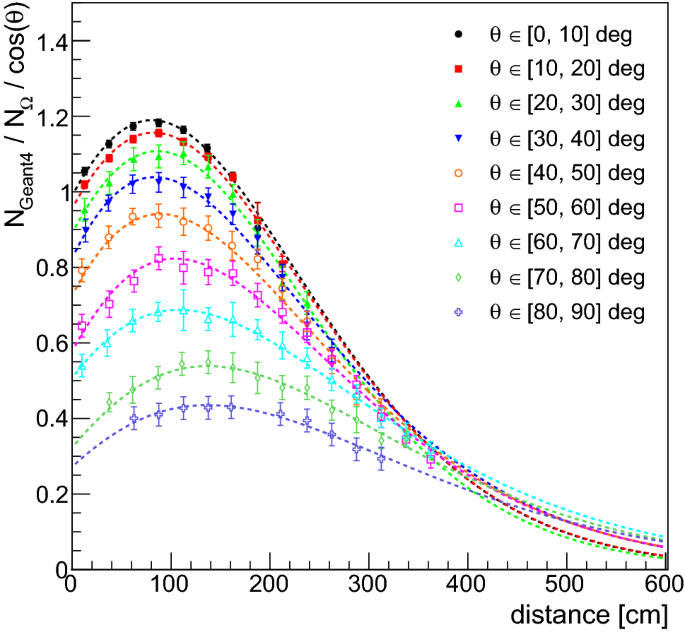 N_Geant4 / N_Ω / cos(θ)
1.4
1.2
1
0.8
0.6
0.4
0.2
0
θ ∈ [0, 10] deg
θ ∈ [10, 20] deg
θ ∈ [20, 30] deg
θ ∈ [30, 40] deg
θ ∈ [40, 50] deg
θ ∈ [50, 60] deg
θ ∈ [60, 70] deg
θ ∈ [70, 80] deg
θ ∈ [80, 90] deg
0 100 200 300 400 500 600
distance [cm]